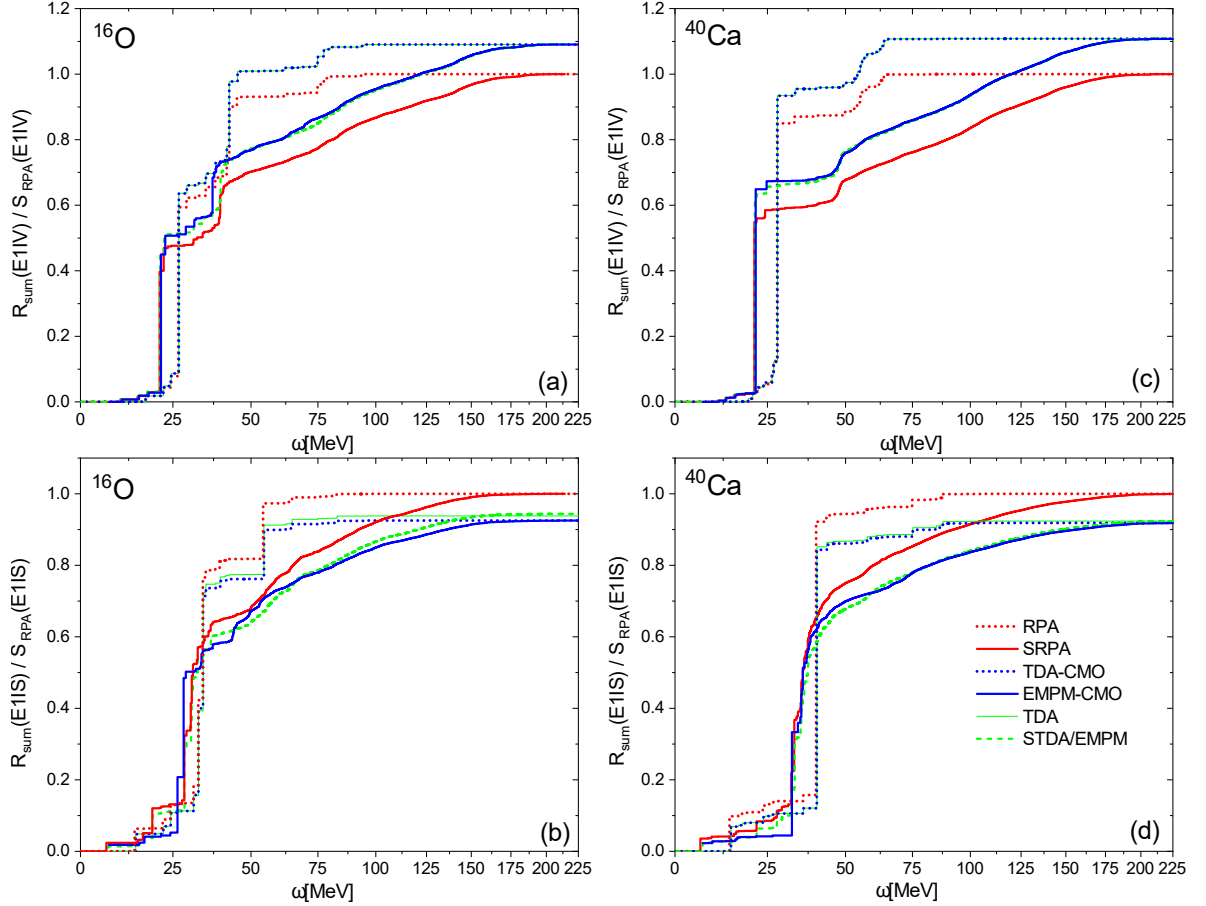 ¹⁶O
R_sum(E1IV) / S_RPA(E1IV)
1.2
1.0
0.8
0.6
0.4
0.2
0.0
(a)
0 25 50 75 100 125 150 175 200 225
ω[MeV]
⁴⁰Ca
R_sum(E1IV) / S_RPA(E1IV)
1.2
1.0
0.8
0.6
0.4
0.2
0.0
(c)
0 25 50 75 100 125 150 175 200 225
ω[MeV]
¹⁶O
R_sum(E1IS) / S_RPA(E1IS)
1.0
0.8
0.6
0.4
0.2
0.0
(b)
0 25 50 75 100 125 150 175 200 225
ω[MeV]
⁴⁰Ca
R_sum(E1IS) / S_RPA(E1IS)
1.0
0.8
0.6
0.4
0.2
0.0
RPA
SRPA
TDA-CMO
EMPM-CMO
TDA
STDA/EMPM
(d)
0 25 50 75 100 125 150 175 200 225
ω[MeV]